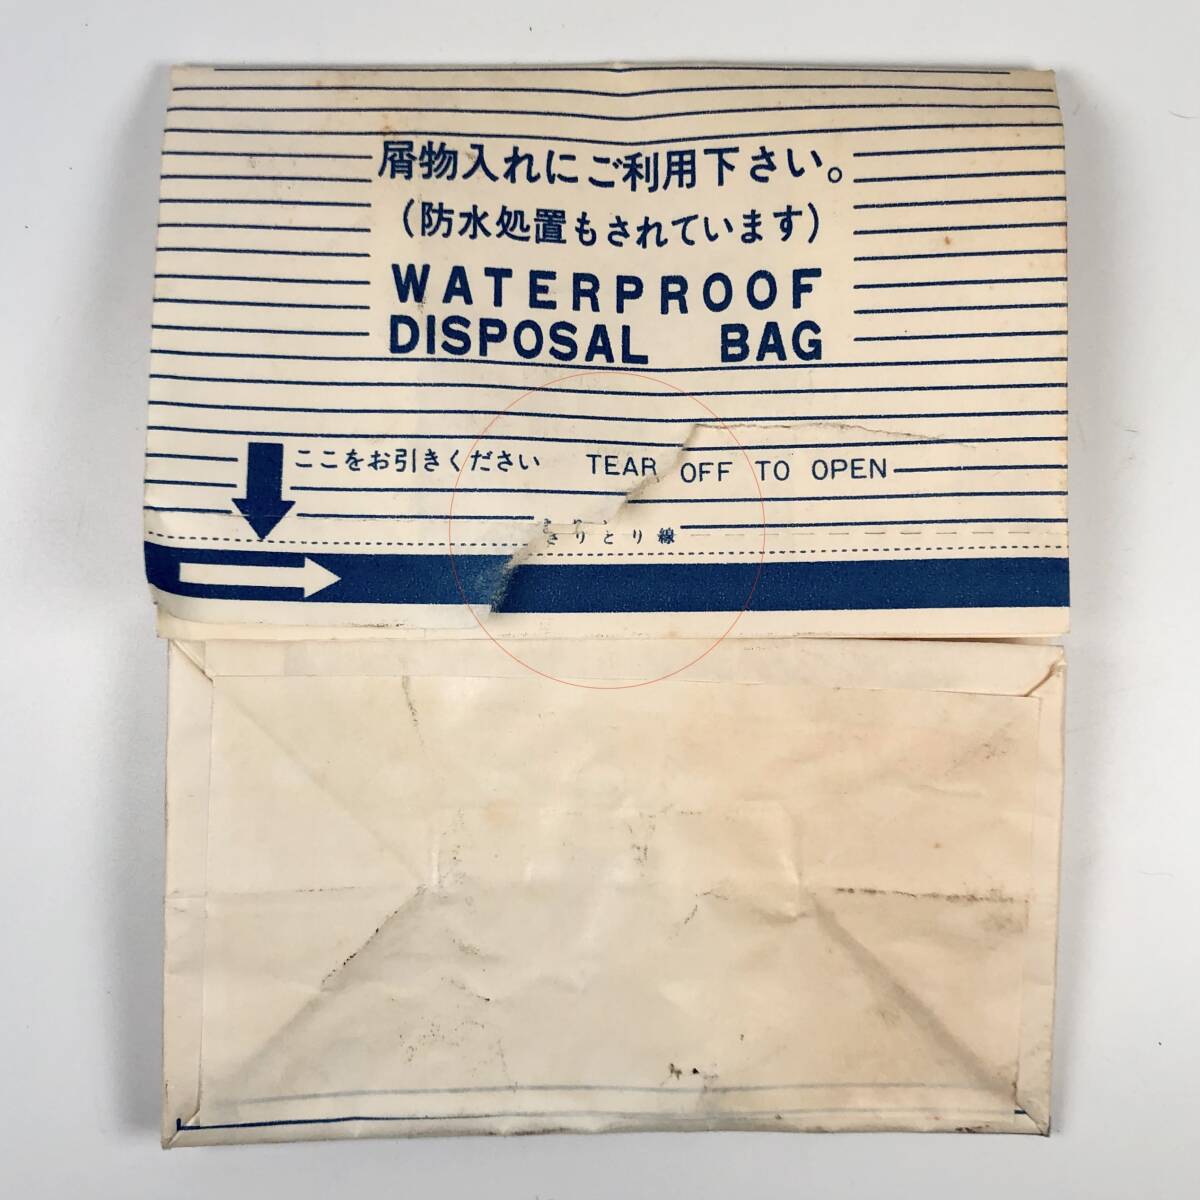 屑物入れにご利用下さい。
(防水処置もされています)
WATERPROOF
DISPOSAL BAG
ここをお引きください TEAR OFF TO OPEN
きりとり線